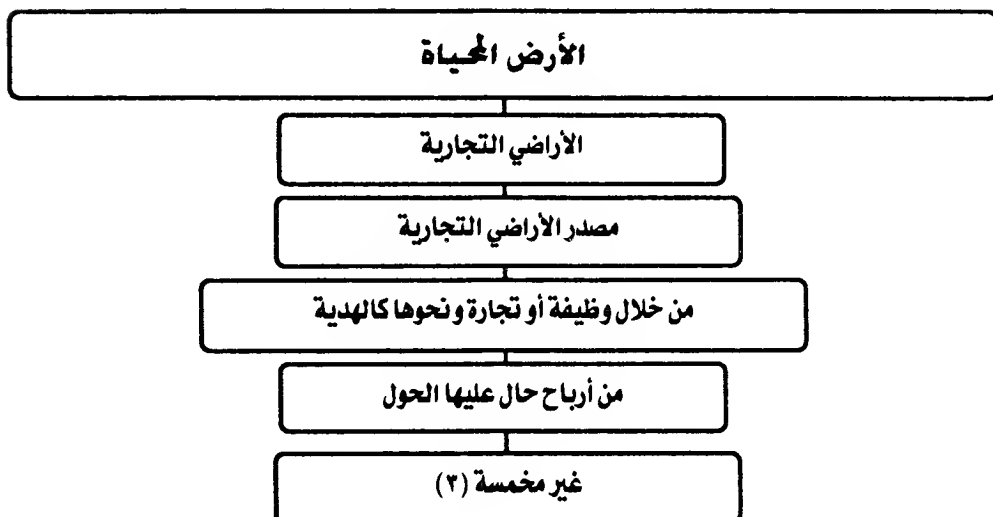 الأرض المحياة
الأراضي التجارية
مصدر الأراضي التجارية
من خلال وظيفة أو تجارة ونحوها كالهدية
من أرباح حال عليها الحول
غير مخمسة (٣)